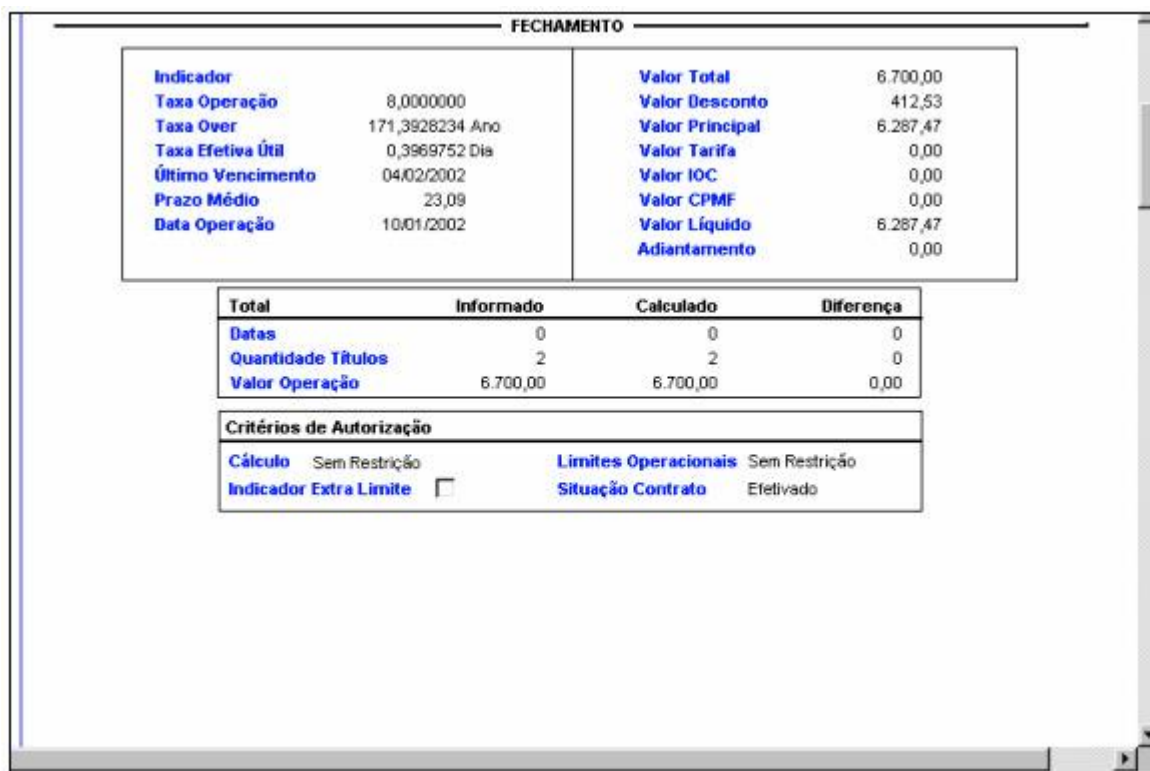 FECHAMENTO
Indicador
Taxa Operação 8,0000000
Taxa Over 171,3928234 Ano
Taxa Efetiva Útil 0,3969752 Dia
Último Vencimento 04/02/2002
Prazo Médio 23,09
Data Operação 10/01/2002
Valor Total 6.700,00
Valor Desconto 412,53
Valor Principal 6.287,47
Valor Tarifa 0,00
Valor IOC 0,00
Valor CPMF 0,00
Valor Líquido 6.287,47
Adiantamento 0,00
Total Informado Calculado Diferença
Datas 0 0 0
Quantidade Títulos 2 2 0
Valor Operação 6.700,00 6.700,00 0,00
Critérios de Autorização
Cálculo Sem Restrição Limites Operacionais Sem Restrição
Indicador Extra Limite Situação Contrato Efetivado